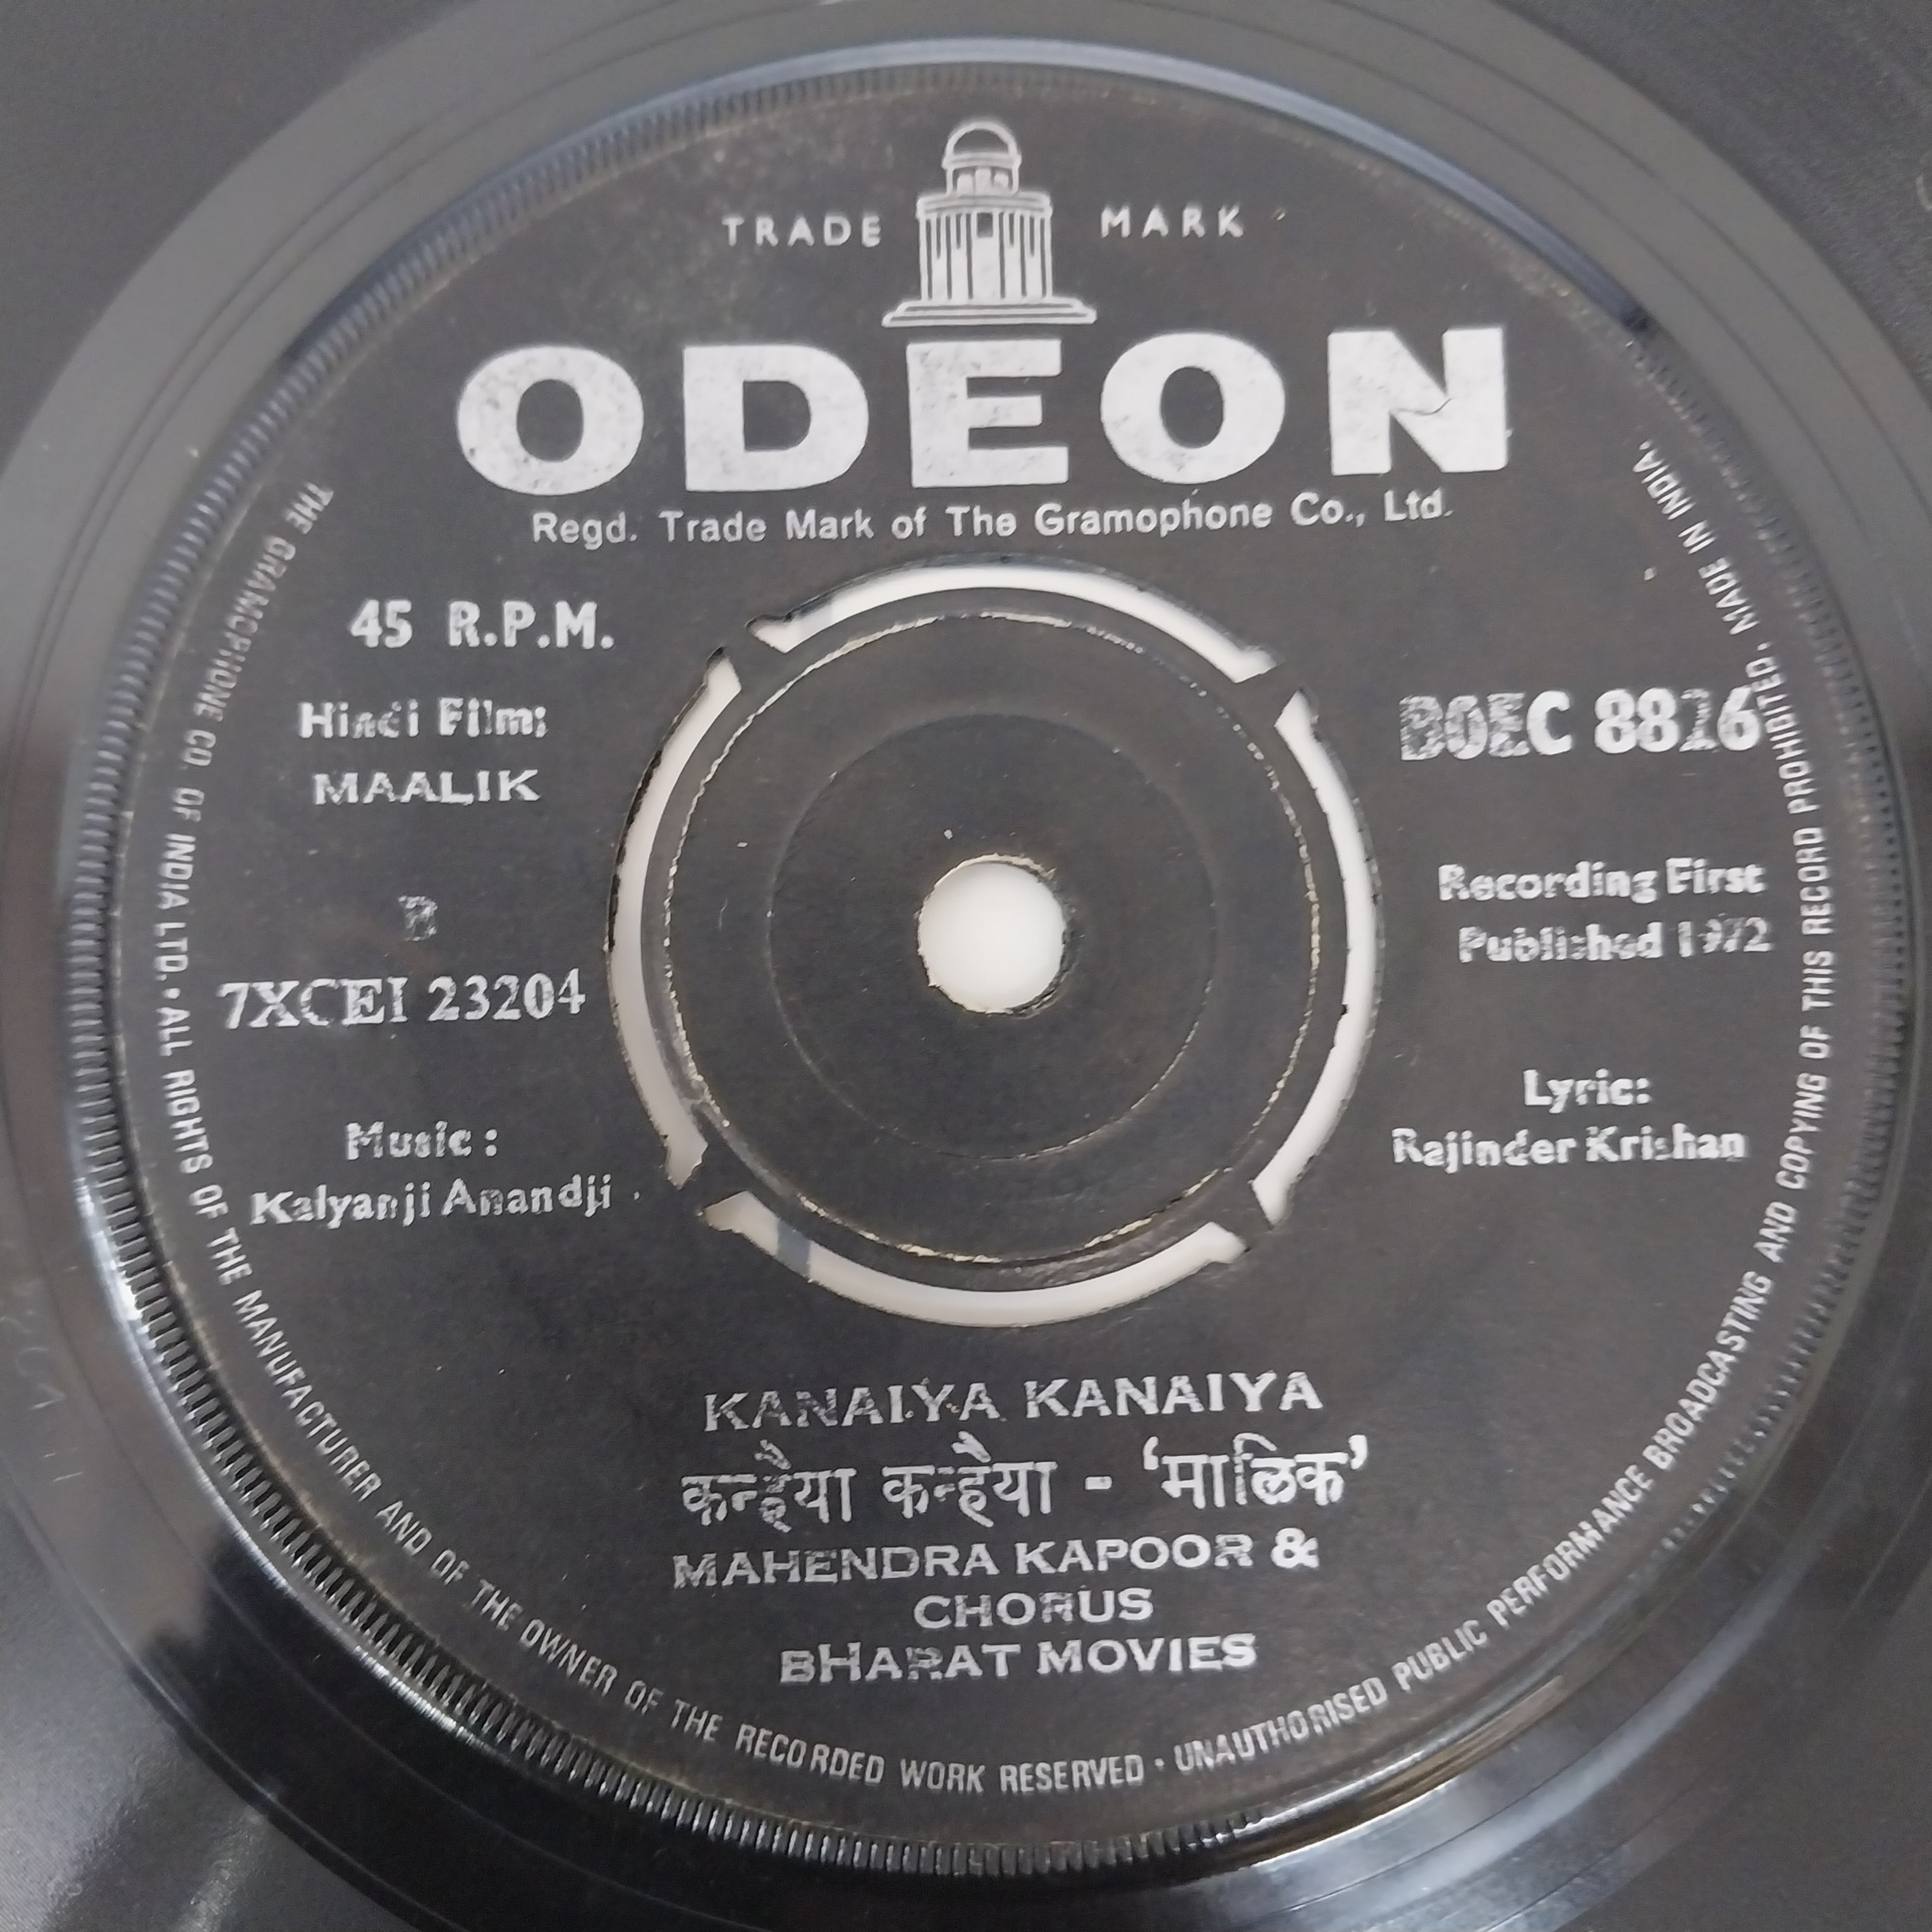 TRADE MARK
ODEON
Regd. Trade Mark of The Gramophone Co., Ltd.
45 R.P.M.
Hindi Film:
MAALIK
B
7XCEI 23204
Music :
Kalyanji Anandji
BOEC 8826
Recording First
Published 1972
Lyric:
Rajinder Krishan
KANAIYA KANAIYA
कन्हैया कन्हैया - ‘मालिक’
MAHENDRA KAPOOR &
CHORUS
BHARAT MOVIES
THE GRAMOPHONE CO. OF INDIA LTD. • ALL RIGHTS OF THE MANUFACTURER AND OF THE OWNER OF THE RECORDED WORK RESERVED • UNAUTHORISED PUBLIC PERFORMANCE BROADCASTING AND COPYING OF THIS RECORD PROHIBITED. MADE IN INDIA.